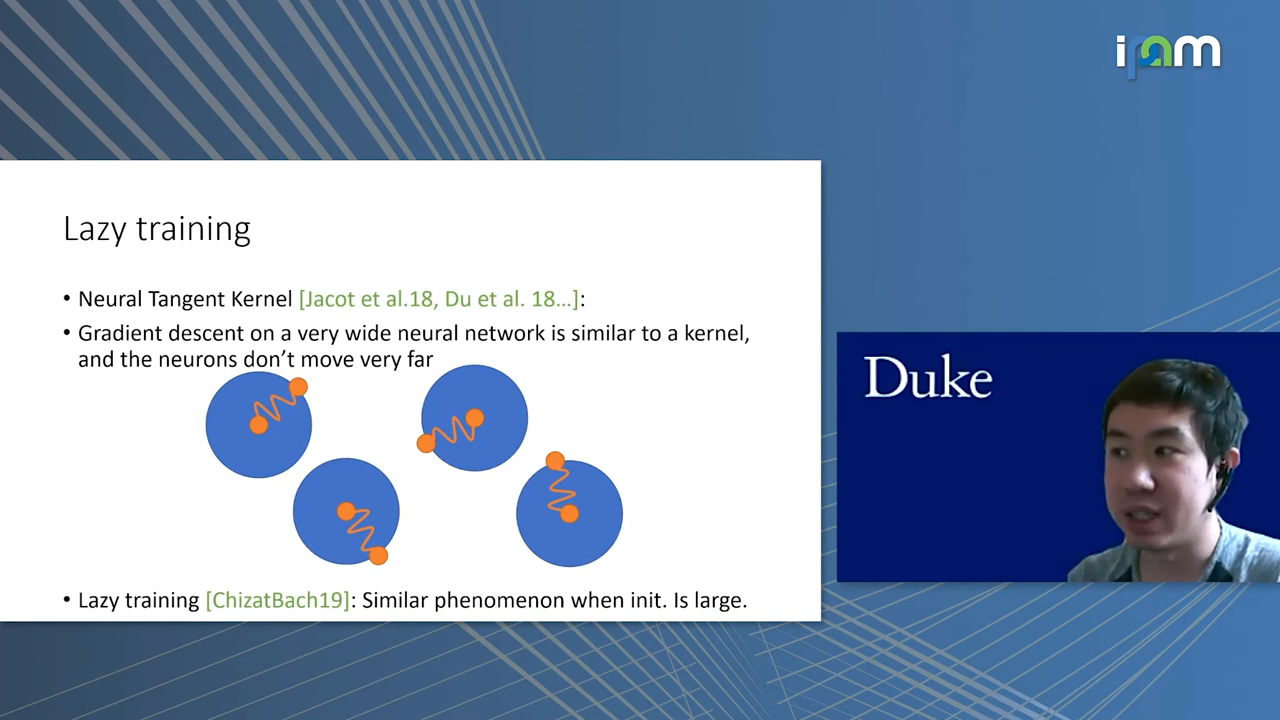 ipam
Lazy training
• Neural Tangent Kernel [Jacot et al.18, Du et al. 18...]:
• Gradient descent on a very wide neural network is similar to a kernel,
and the neurons don't move very far
• Lazy training [ChizatBach19]: Similar phenomenon when init. Is large.
Duke